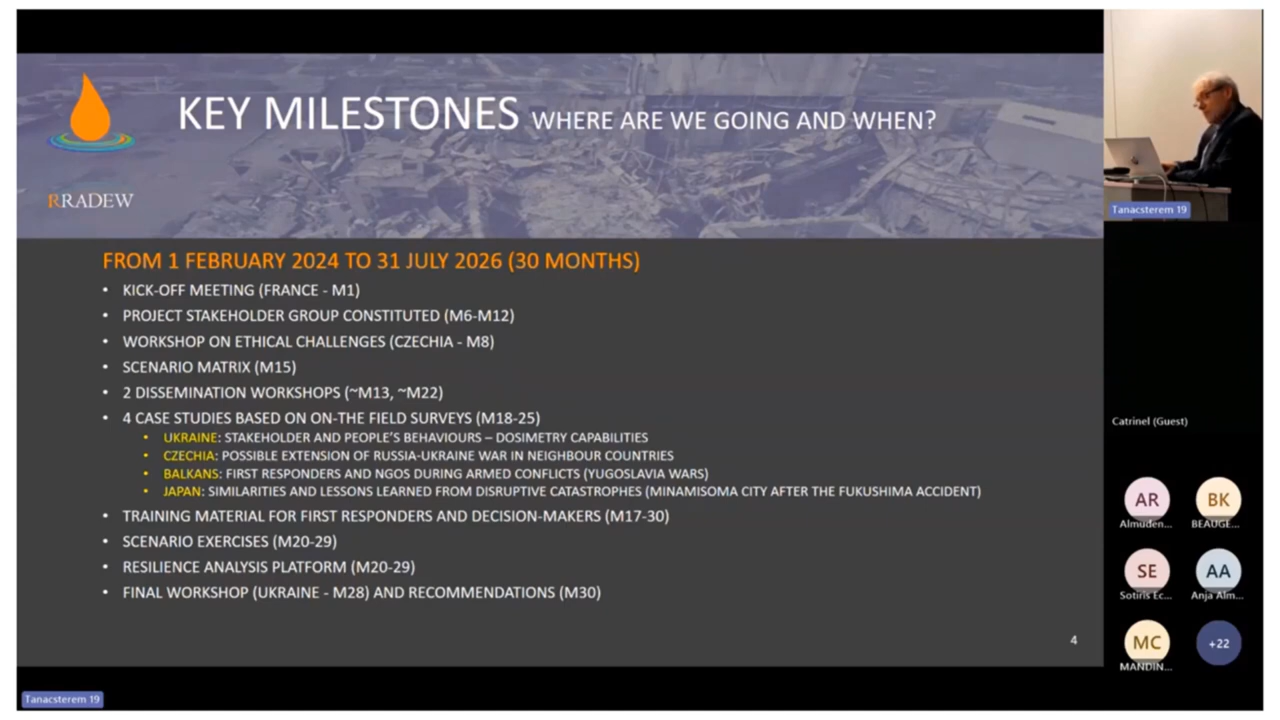 KEY MILESTONES WHERE ARE WE GOING AND WHEN?
RRADEW
FROM 1 FEBRUARY 2024 TO 31 JULY 2026 (30 MONTHS)
• KICK-OFF MEETING (FRANCE - M1)
• PROJECT STAKEHOLDER GROUP CONSTITUTED (M6-M12)
• WORKSHOP ON ETHICAL CHALLENGES (CZECHIA - M8)
• SCENARIO MATRIX (M15)
• 2 DISSEMINATION WORKSHOPS (~M13, ~M22)
• 4 CASE STUDIES BASED ON ON-THE FIELD SURVEYS (M18-25)
• UKRAINE: STAKEHOLDER AND PEOPLE'S BEHAVIOURS – DOSIMETRY CAPABILITIES
• CZECHIA: POSSIBLE EXTENSION OF RUSSIA-UKRAINE WAR IN NEIGHBOUR COUNTRIES
• BALKANS: FIRST RESPONDERS AND NGOS DURING ARMED CONFLICTS (YUGOSLAVIA WARS)
• JAPAN: SIMILARITIES AND LESSONS LEARNED FROM DISRUPTIVE CATASTROPHES (MINAMISOMA CITY AFTER THE FUKUSHIMA ACCIDENT)
• TRAINING MATERIAL FOR FIRST RESPONDERS AND DECISION-MAKERS (M17-30)
• SCENARIO EXERCISES (M20-29)
• RESILIENCE ANALYSIS PLATFORM (M20-29)
• FINAL WORKSHOP (UKRAINE - M28) AND RECOMMENDATIONS (M30)
4
Tanacsterem 19
Tanacsterem 19
Catrinel (Guest)
AR
BK
Almuden...
BEAUGE...
SE
AA
Sotiris Ec...
Anja Alm...
MC
+22
MANDIN...